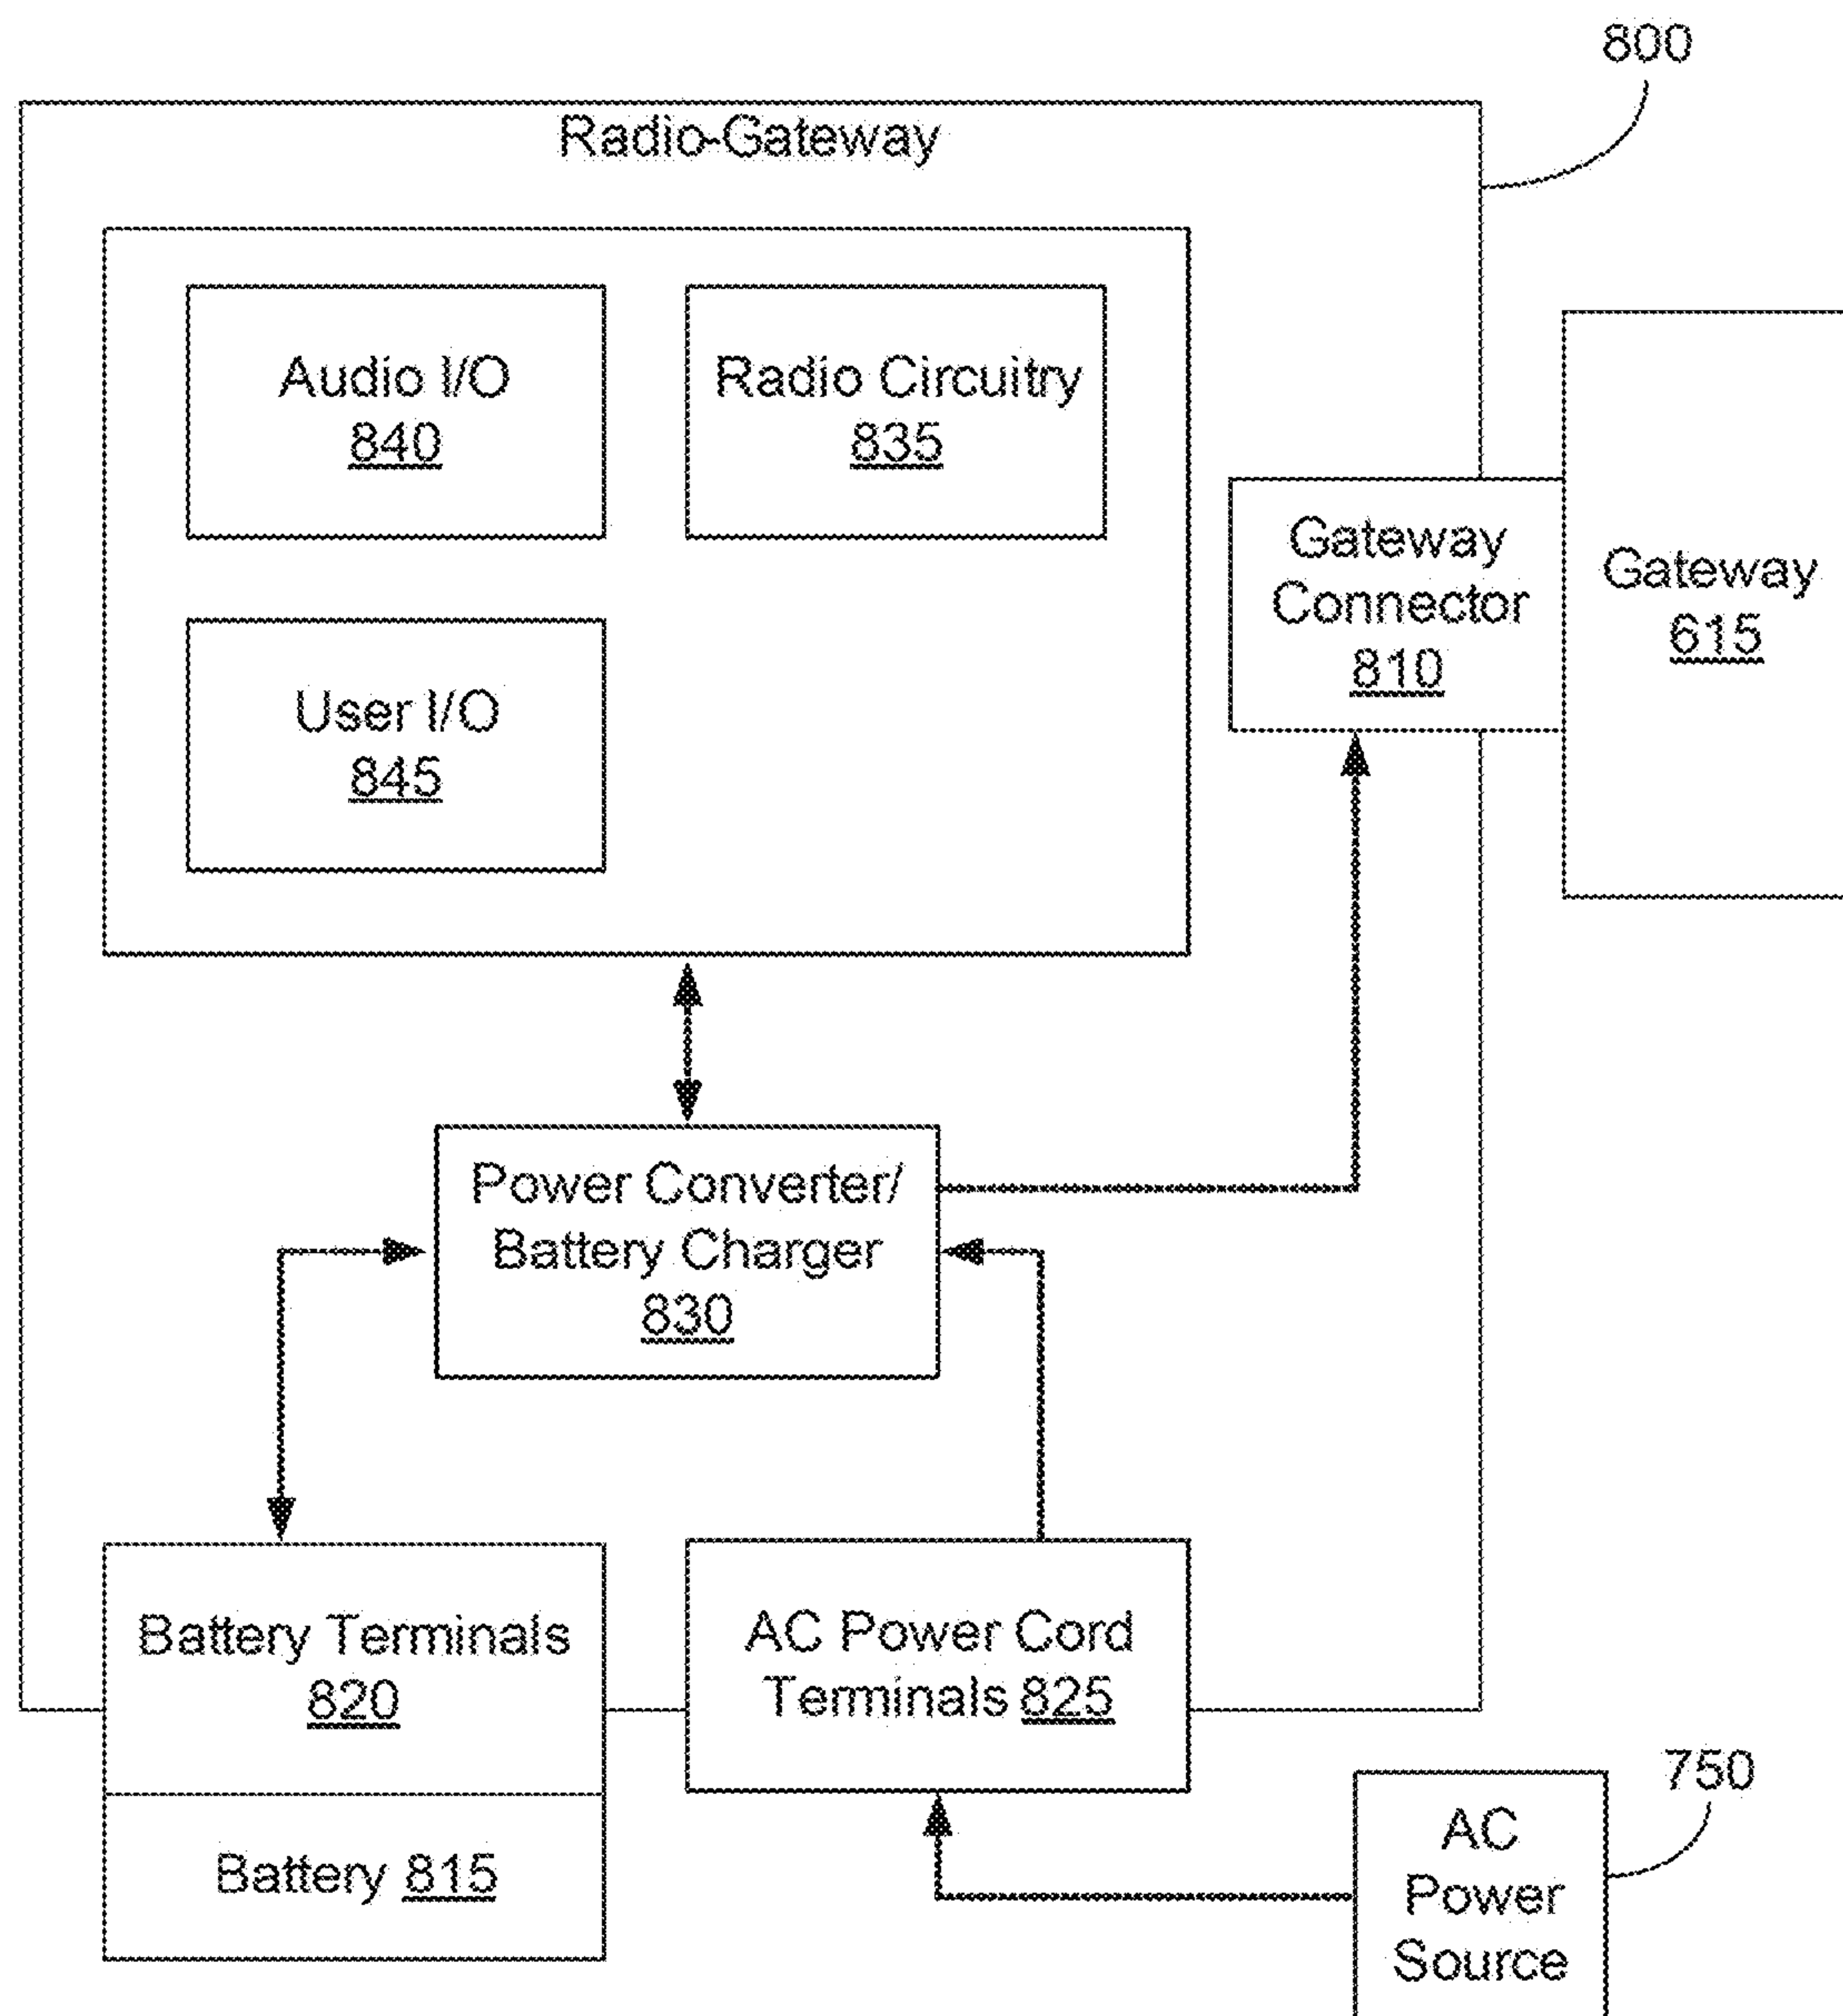 800
Radio-Gateway
Audio I/O
840
Radio Circuitry
835
Gateway
Connector
810
Gateway
615
User I/O
845
Power Converter/
Battery Charger
830
Battery Terminals
820
AC Power Cord
Terminals 825
750
Battery 815
AC
Power
Source